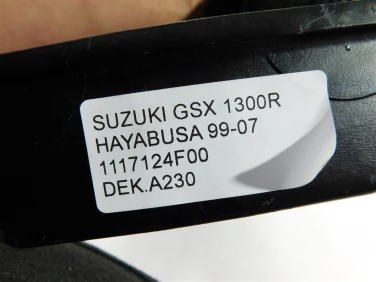 SUZUKI GSX 1300R
HAYABUSA 99-07
1117124F00
DEK.A230